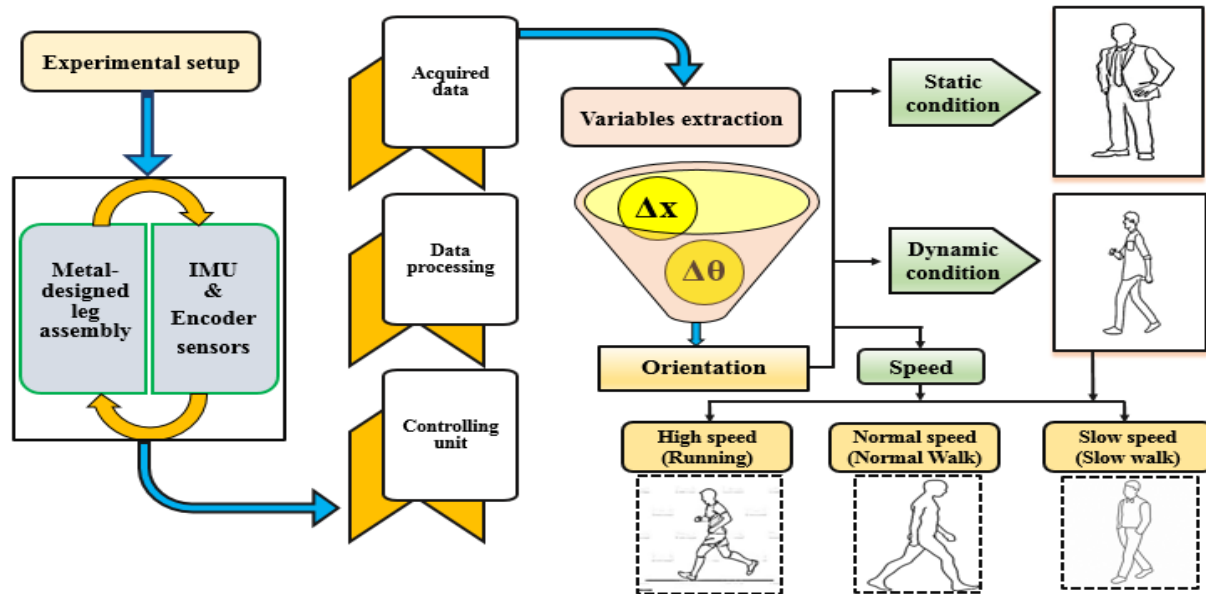 Experimental setup
Metal-
designed
leg
assembly
IMU
&
Encoder
sensors
Acquired
data
Data
processing
Controlling
unit
Variables extraction
Δx
Δθ
Orientation
Static
condition
Dynamic
condition
Speed
High speed
(Running)
Normal speed
(Normal Walk)
Slow speed
(Slow walk)